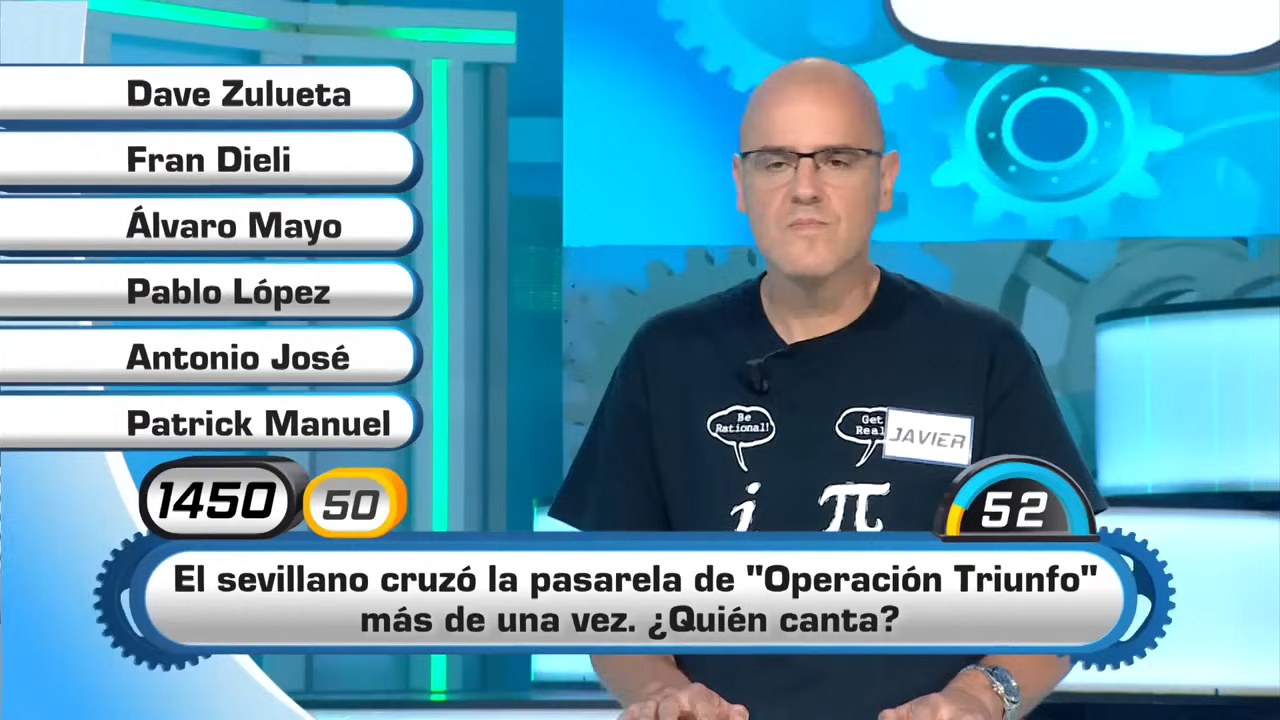 Dave Zulueta
Fran Dieli
Álvaro Mayo
Pablo López
Antonio José
Patrick Manuel
1450
50
52
Be
Rational!
Get
Real
JAVIER
i
π
El sevillano cruzó la pasarela de "Operación Triunfo"
más de una vez. ¿Quién canta?